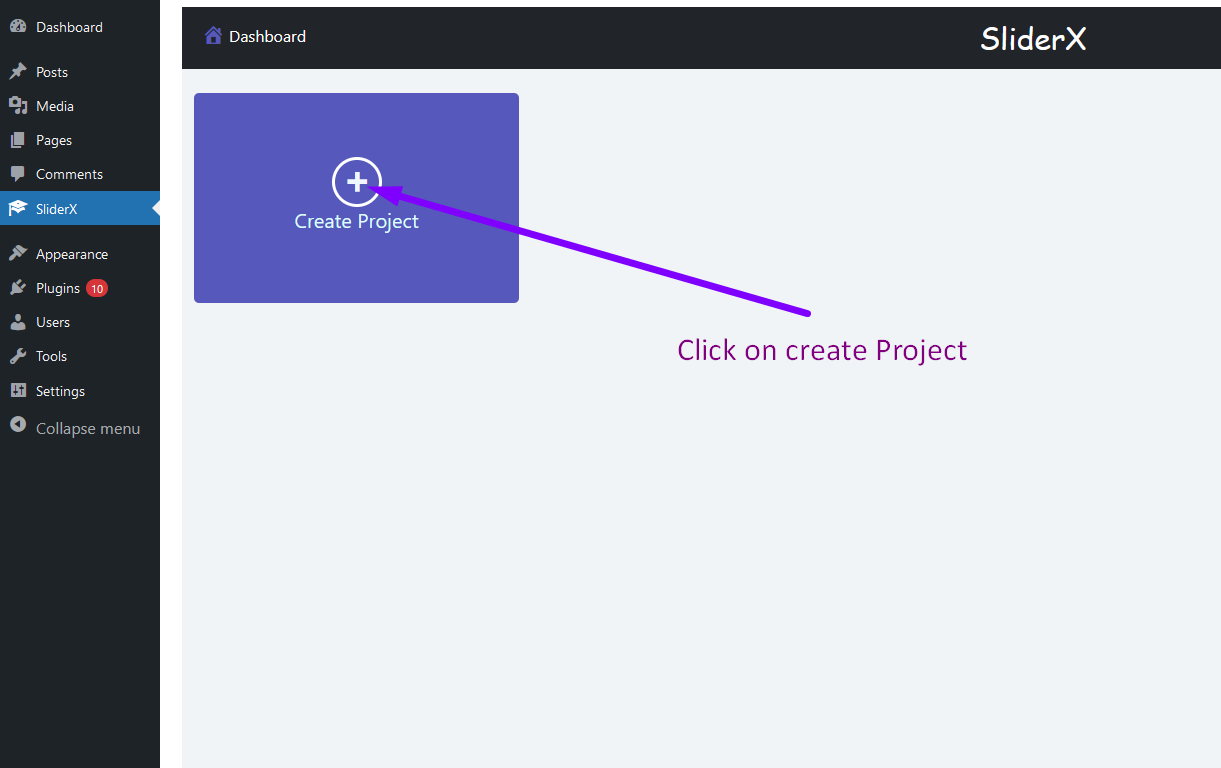 Dashboard
Posts
Media
Pages
Comments
SliderX
Appearance
Plugins 10
Users
Tools
Settings
Collapse menu
Dashboard
SliderX
Create Project
Click on create Project